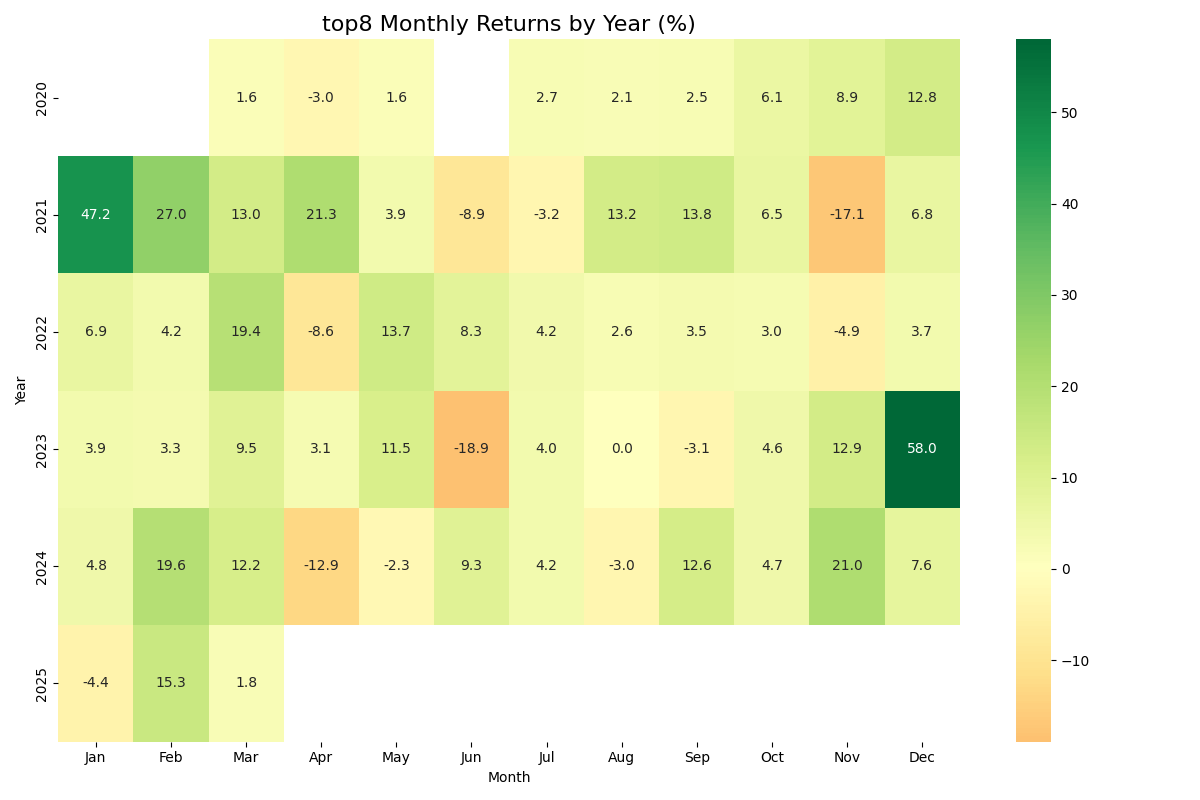 top8 Monthly Returns by Year (%)
2020 1.6 -3.0 1.6 2.7 2.1 2.5 6.1 8.9 12.8
2021 47.2 27.0 13.0 21.3 3.9 -8.9 -3.2 13.2 13.8 6.5 -17.1 6.8
2022 6.9 4.2 19.4 -8.6 13.7 8.3 4.2 2.6 3.5 3.0 -4.9 3.7
2023 3.9 3.3 9.5 3.1 11.5 -18.9 4.0 0.0 -3.1 4.6 12.9 58.0
2024 4.8 19.6 12.2 -12.9 -2.3 9.3 4.2 -3.0 12.6 4.7 21.0 7.6
2025 -4.4 15.3 1.8
Jan Feb Mar Apr May Jun Jul Aug Sep Oct Nov Dec
Month
Year
50
40
30
20
10
0
−10